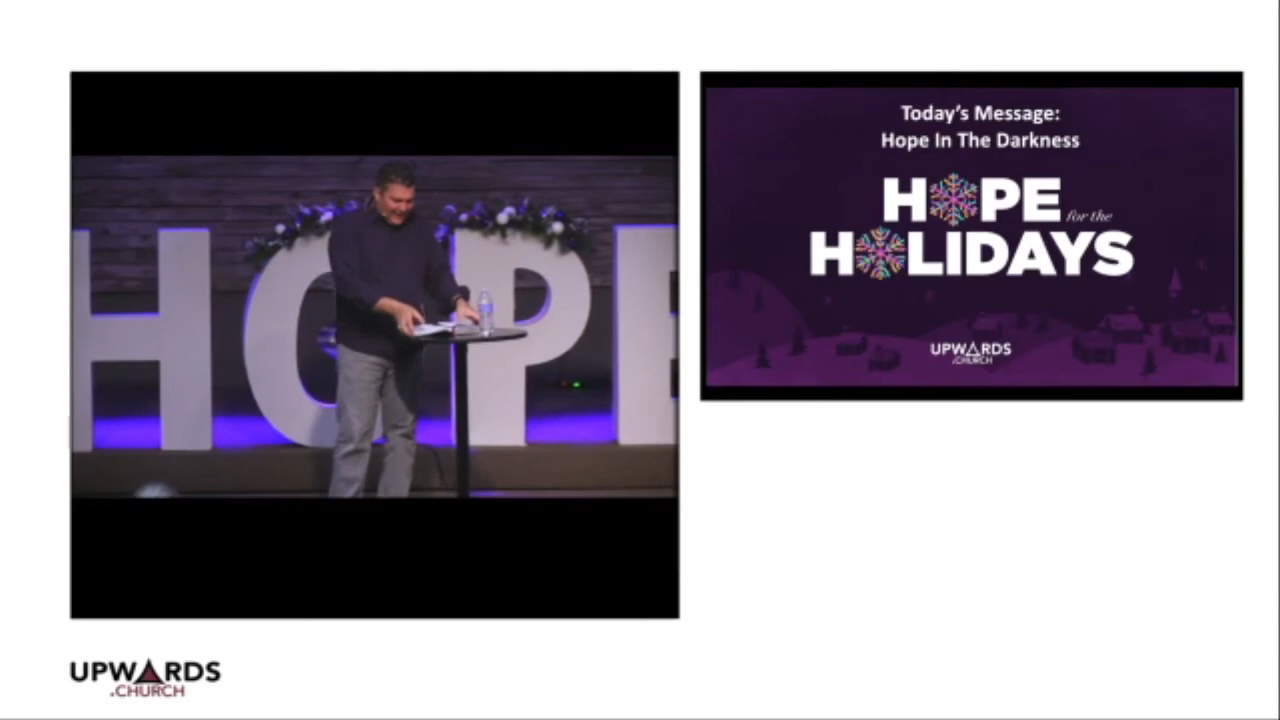 HOPE
Today's Message:
Hope In The Darkness
HOPE for the
HOLIDAYS
UPWARDS
.CHURCH
UPWARDS
.CHURCH